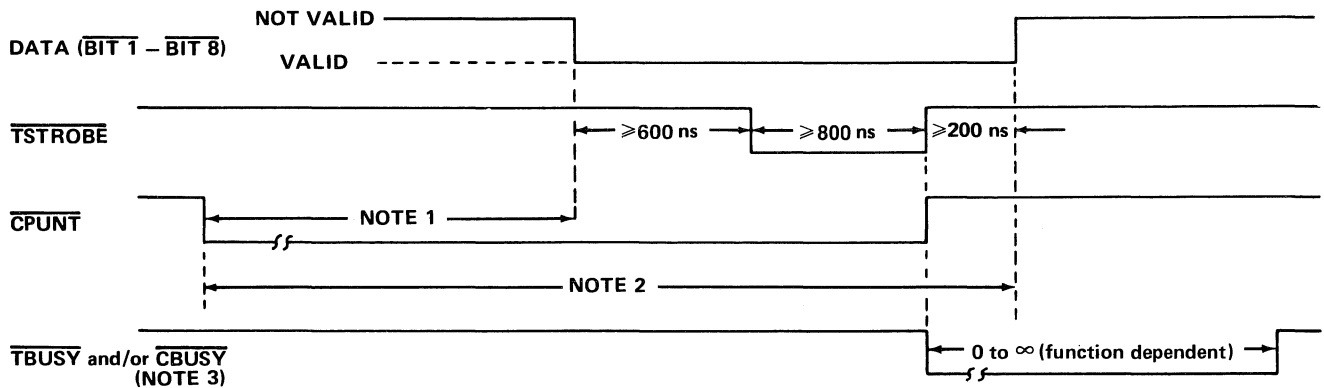 NOT VALID
DATA (BIT 1 – BIT 8)
VALID
TSTROBE
≥600 ns
≥800 ns
≥200 ns
CPUNT
NOTE 1
NOTE 2
TBUSY and/or CBUSY
(NOTE 3)
0 to ∞ (function dependent)